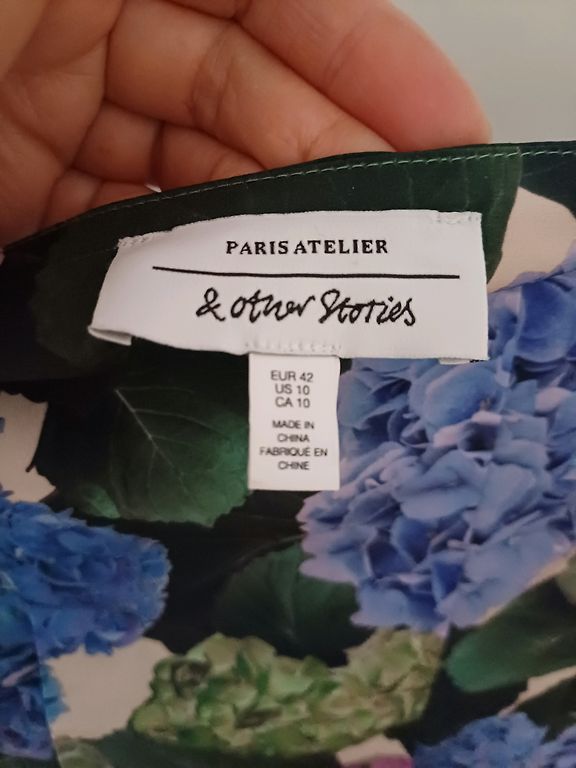 PARIS ATELIER
& other Stories
EUR 42
US 10
CA 10
MADE IN
CHINA
FABRIQUÉ EN
CHINE